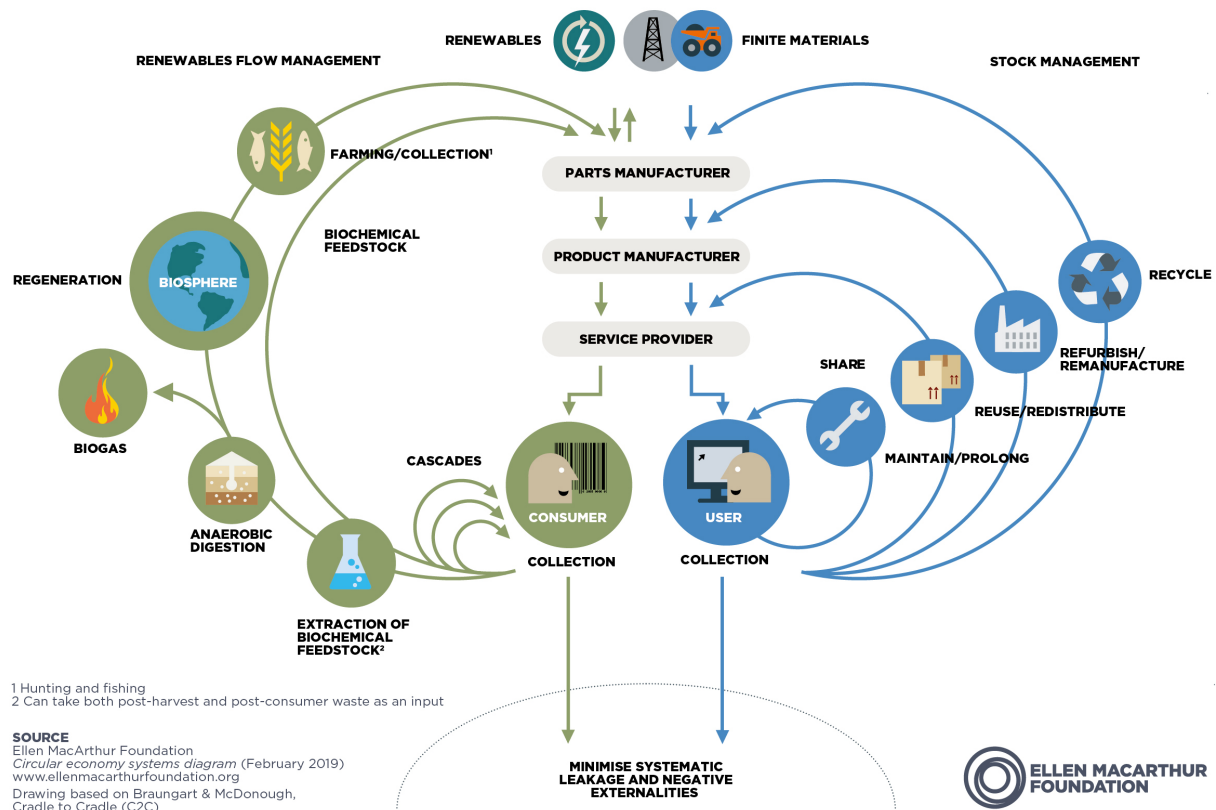 RENEWABLES
FINITE MATERIALS
RENEWABLES FLOW MANAGEMENT
STOCK MANAGEMENT
FARMING/COLLECTION¹
PARTS MANUFACTURER
BIOCHEMICAL
FEEDSTOCK
PRODUCT MANUFACTURER
REGENERATION
BIOSPHERE
RECYCLE
SERVICE PROVIDER
SHARE
REFURBISH/
REMANUFACTURE
REUSE/REDISTRIBUTE
BIOGAS
CASCADES
MAINTAIN/PROLONG
CONSUMER
USER
ANAEROBIC
DIGESTION
COLLECTION
COLLECTION
EXTRACTION OF
BIOCHEMICAL
FEEDSTOCK²
1 Hunting and fishing
2 Can take both post-harvest and post-consumer waste as an input
SOURCE
Ellen MacArthur Foundation
Circular economy systems diagram (February 2019)
www.ellenmacarthurfoundation.org
Drawing based on Braungart & McDonough,
Cradle to Cradle (C2C)
MINIMISE SYSTEMATIC
LEAKAGE AND NEGATIVE
EXTERNALITIES
ELLEN MACARTHUR
FOUNDATION